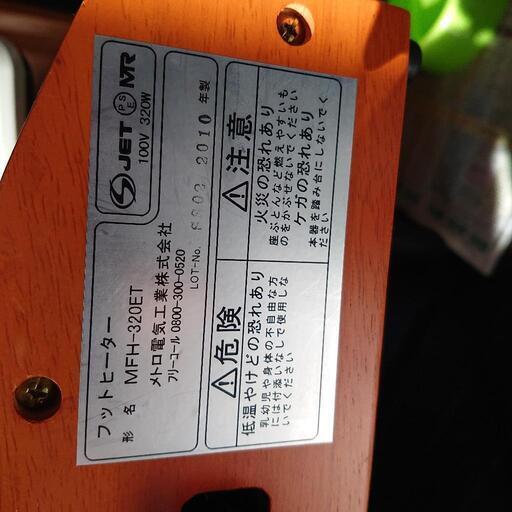 フットヒーター
形 名 MFH-320ET
メトロ電気工業株式会社
フリーコール 0800-300-0520
LOT-No. 2010 年製
JET PSE MR
100V 320W
⚠危険
低温やけどの恐れあり
乳幼児や身体の不自由な方
には付添いなしで使用しな
いでください
⚠注意
火災の恐れあり
座ぶとんなど燃えやすいも
のをかぶせないでください
ケガの恐れあり
本器を踏み台にしないでく
ださい